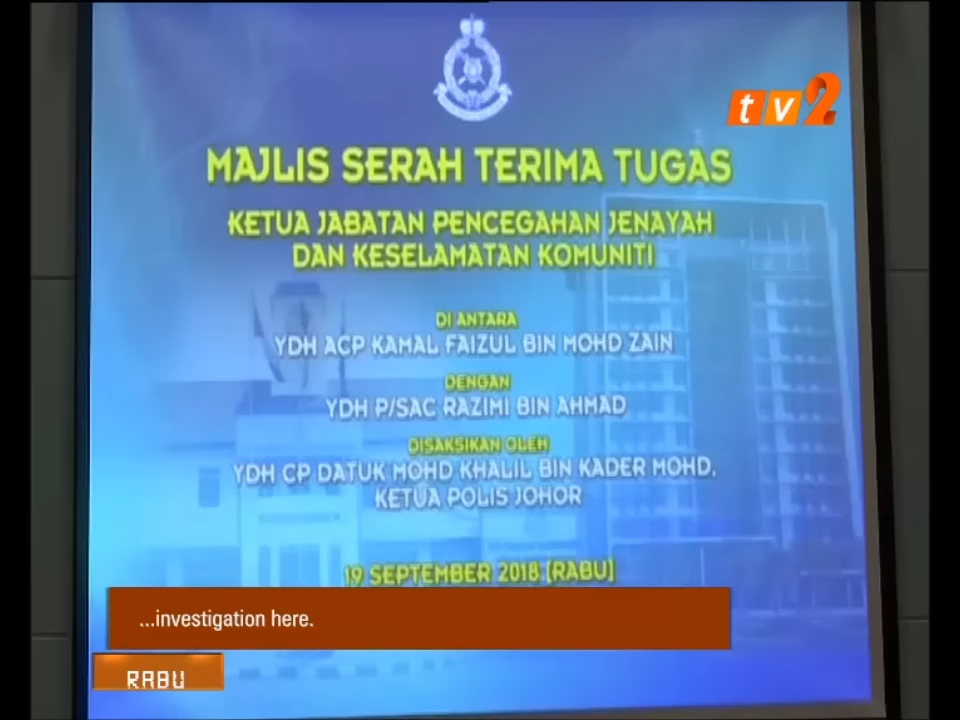 tv2
MAJLIS SERAH TERIMA TUGAS
KETUA JABATAN PENCEGAHAN JENAYAH
DAN KESELAMATAN KOMUNITI
DI ANTARA
YDH ACP KAMAL FAIZUL BIN MOHD ZAIN
DENGAN
YDH P/SAC RAZIMI BIN AHMAD
DISAKSIKAN OLEH
YDH CP DATUK MOHD KHALIL BIN KADER MOHD,
KETUA POLIS JOHOR
19 SEPTEMBER 2018 (RABU)
...investigation here.
RABU